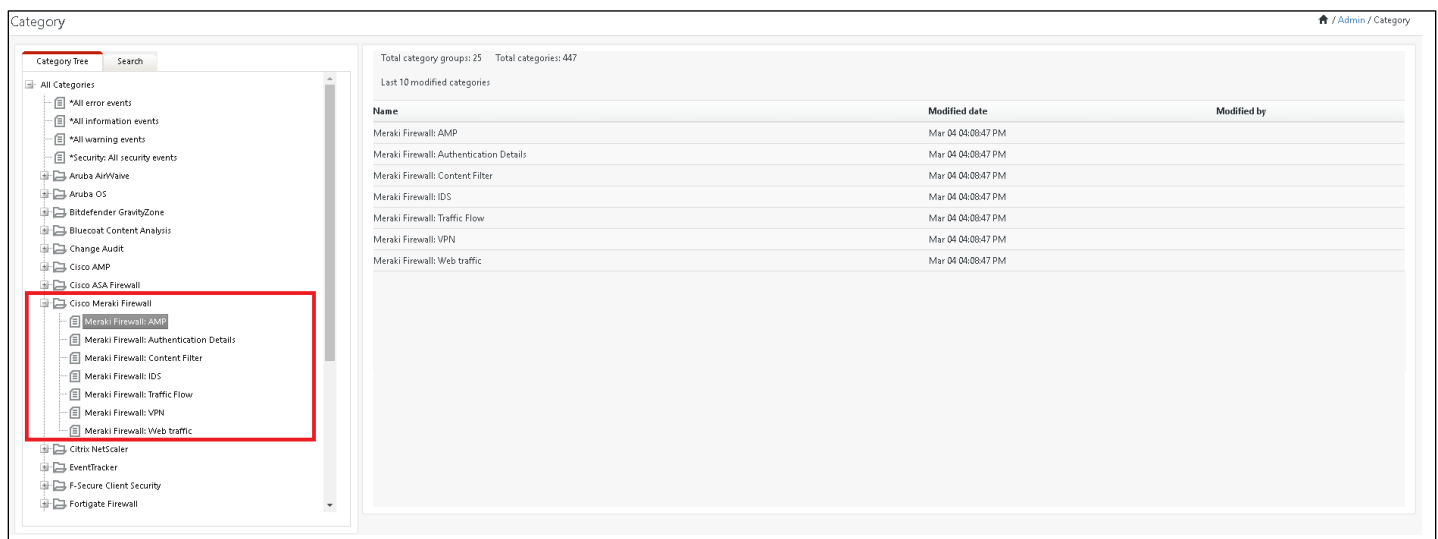 Category
/ Admin / Category
Category Tree
Search
All Categories
*All error events
*All information events
*All warning events
*Security: All security events
Aruba AirWaive
Aruba OS
Bitdefender GravityZone
Bluecoat Content Analysis
Change Audit
Cisco AMP
Cisco ASA Firewall
Cisco Meraki Firewall
Meraki Firewall: AMP
Meraki Firewall: Authentication Details
Meraki Firewall: Content Filter
Meraki Firewall: IDS
Meraki Firewall: Traffic Flow
Meraki Firewall: VPN
Meraki Firewall: Web traffic
Citrix NetScaler
EventTracker
F-Secure Client Security
Fortigate Firewall
Total category groups: 25 Total categories: 447
Last 10 modified categories
Name Modified date Modified by
Meraki Firewall: AMP Mar 04 04:08:47 PM
Meraki Firewall: Authentication Details Mar 04 04:08:47 PM
Meraki Firewall: Content Filter Mar 04 04:08:47 PM
Meraki Firewall: IDS Mar 04 04:08:47 PM
Meraki Firewall: Traffic Flow Mar 04 04:08:47 PM
Meraki Firewall: VPN Mar 04 04:08:47 PM
Meraki Firewall: Web traffic Mar 04 04:08:47 PM